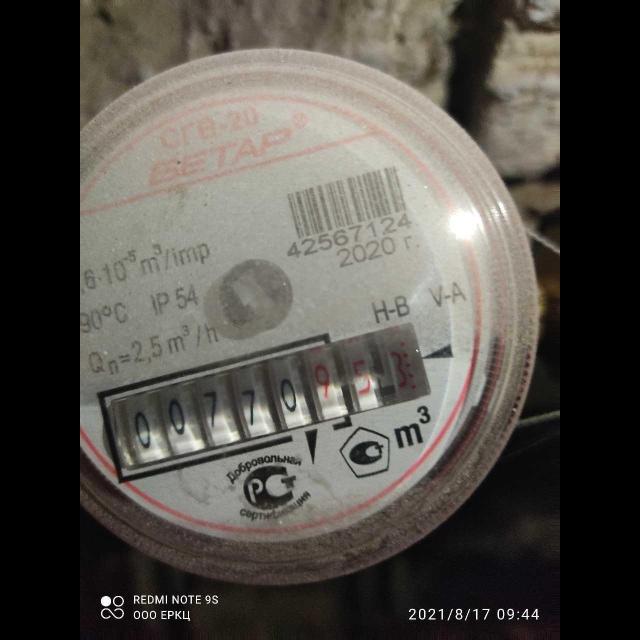 СГВ-20
БЕТАР®
42567124
2020 г.
6·10⁻⁵ m³/imp
90°C IP 54
Qn=2,5 m³/h
H-B V-A
00770953
m³
Добровольная
РСТ
сертификация
REDMI NOTE 9S
ООО ЕРКЦ
2021/8/17 09:44